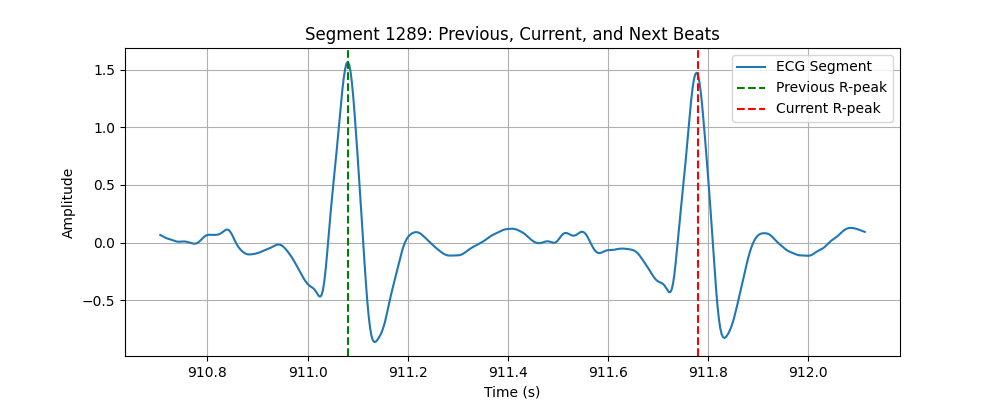 Segment 1289: Previous, Current, and Next Beats
ECG Segment
Previous R-peak
Current R-peak
Amplitude
1.5
1.0
0.5
0.0
−0.5
910.8 911.0 911.2 911.4 911.6 911.8 912.0
Time (s)